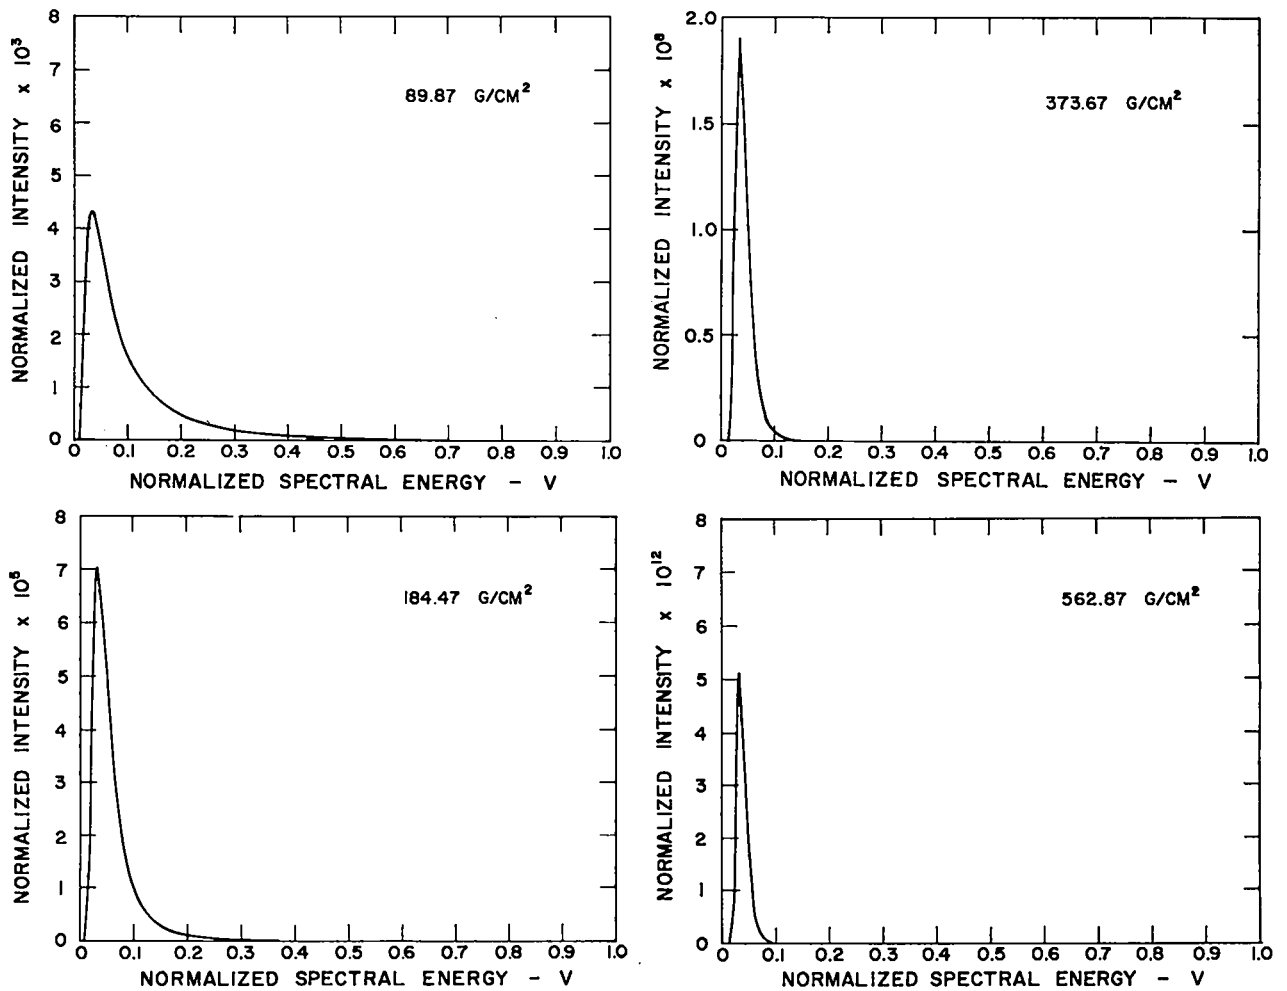 NORMALIZED INTENSITY x 10³
8
7
6
5
4
3
2
1
0
89.87 G/CM²
0 0.1 0.2 0.3 0.4 0.5 0.6 0.7 0.8 0.9 1.0
NORMALIZED SPECTRAL ENERGY - V
NORMALIZED INTENSITY x 10⁸
2.0
1.5
1.0
0.5
0
373.67 G/CM²
0 0.1 0.2 0.3 0.4 0.5 0.6 0.7 0.8 0.9 1.0
NORMALIZED SPECTRAL ENERGY - V
NORMALIZED INTENSITY x 10⁵
8
7
6
5
4
3
2
1
0
184.47 G/CM²
0 0.1 0.2 0.3 0.4 0.5 0.6 0.7 0.8 0.9 1.0
NORMALIZED SPECTRAL ENERGY - V
NORMALIZED INTENSITY x 10¹²
8
7
6
5
4
3
2
1
0
562.87 G/CM²
0 0.1 0.2 0.3 0.4 0.5 0.6 0.7 0.8 0.9 1.0
NORMALIZED SPECTRAL ENERGY - V